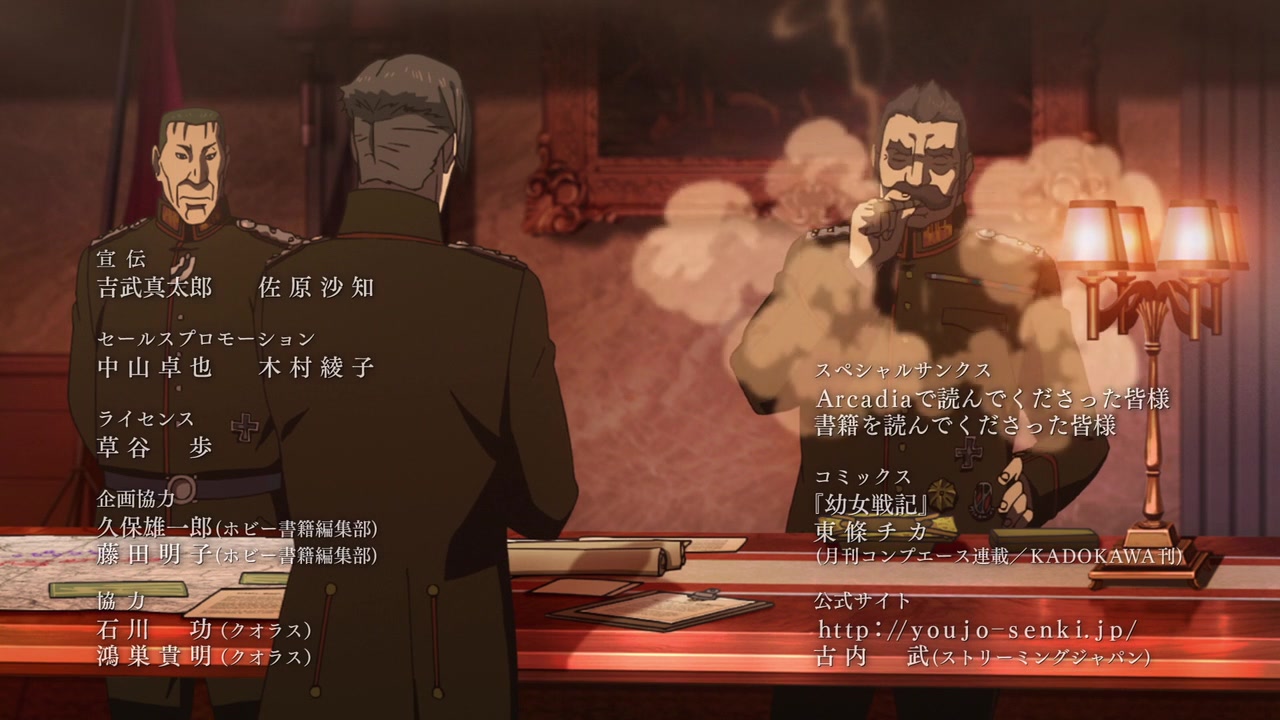 宣伝
吉武真太郎 佐原沙知
セールスプロモーション
中山卓也 木村綾子
ライセンス
草谷 歩
企画協力
久保雄一郎(ホビー書籍編集部)
藤田明子(ホビー書籍編集部)
協力
石川 功(クオラス)
鴻巣貴明(クオラス)
スペシャルサンクス
Arcadiaで読んでくださった皆様
書籍を読んでくださった皆様
コミックス
『幼女戦記』
東條チカ
(月刊コンプエース連載／KADOKAWA刊)
公式サイト
http://youjo-senki.jp/
古内 武(ストリーミングジャパン)